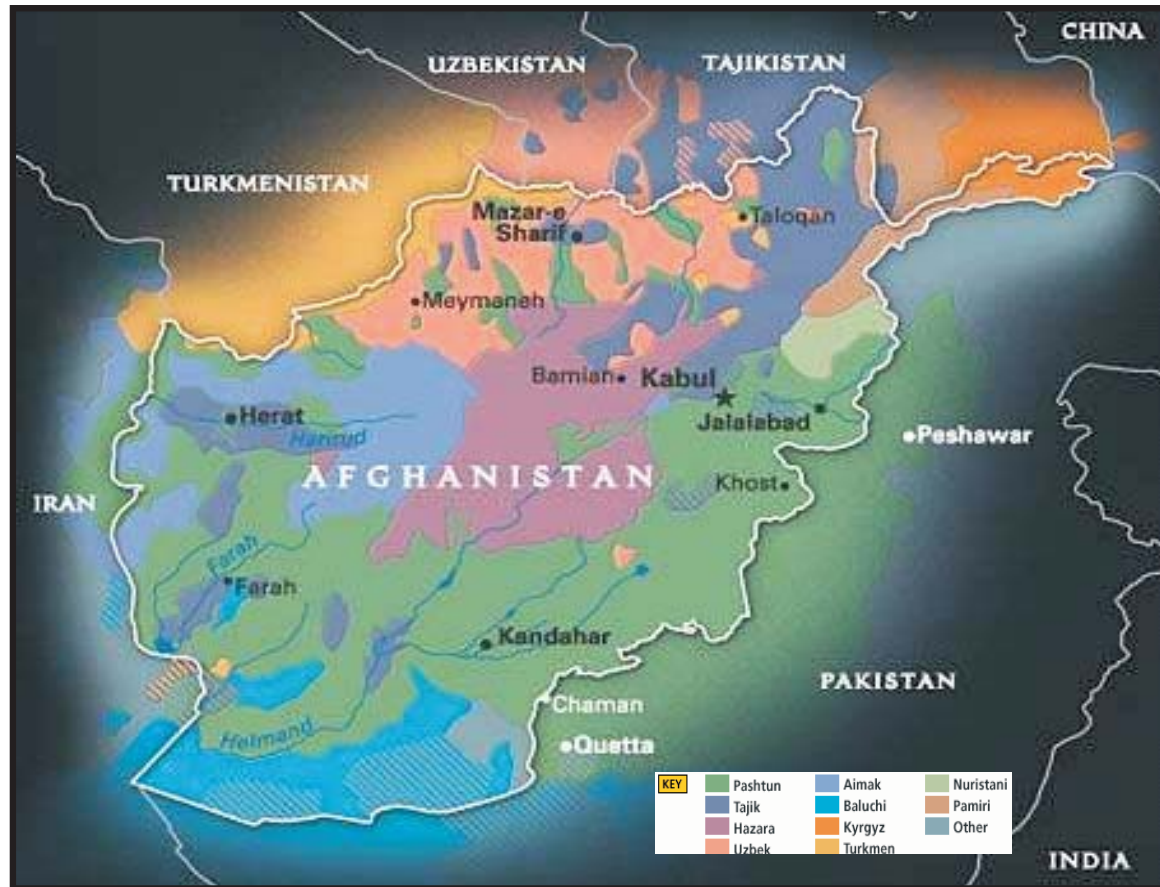 CHINA
UZBEKISTAN
TAJIKISTAN
TURKMENISTAN
Mazar-e
Sharif
Taloqan
Meymaneh
Bamian
Kabul
Herat
Harirud
Jalalabad
Peshawar
AFGHANISTAN
Khost
IRAN
Farah
Farah
Kandahar
PAKISTAN
Chaman
Helmand
Quetta
KEY
Pashtun
Tajik
Hazara
Uzbek
Aimak
Baluchi
Kyrgyz
Turkmen
Nuristani
Pamiri
Other
INDIA